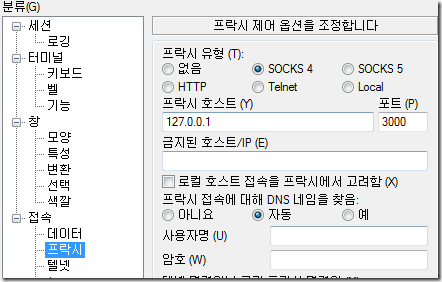 분류(G)
세션
로깅
터미널
키보드
벨
기능
창
모양
특성
변환
선택
색깔
접속
데이터
프락시
텔넷
프락시 제어 옵션을 조정합니다
프락시 유형 (T):
없음 SOCKS 4 SOCKS 5
HTTP Telnet Local
프락시 호스트 (Y) 포트 (P)
127.0.0.1 3000
금지된 호스트/IP (E)
로컬 호스트 접속을 프락시에서 고려함 (X)
프락시 접속에 대해 DNS 네임을 찾음:
아니요 자동 예
사용자명 (U)
암호 (W)